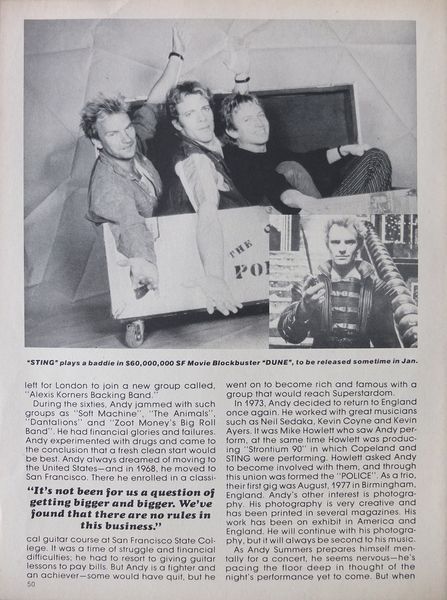 THE
PO
"STING" plays a baddie in $60,000,000 SF Movie Blockbuster "DUNE", to be released sometime in Jan.
left for London to join a new group called,
"Alexis Korners Backing Band."
During the sixties, Andy jammed with such
groups as "Soft Machine", "The Animals",
"Dantalions" and "Zoot Money's Big Roll
Band". He had financial glories and failures.
Andy experimented with drugs and came to
the conclusion that a fresh clean start would
be best. Andy always dreamed of moving to
the United States—and in 1968, he moved to
San Francisco. There he enrolled in a classi-
"It's not been for us a question of
getting bigger and bigger. We've
found that there are no rules in
this business."
cal guitar course at San Francisco State Col-
lege. It was a time of struggle and financial
difficulties; he had to resort to giving guitar
lessons to pay bills. But Andy is a fighter and
an achiever—some would have quit, but he
50
went on to become rich and famous with a
group that would reach Superstardom.
In 1973, Andy decided to return to England
once again. He worked with great musicians
such as Neil Sedaka, Kevin Coyne and Kevin
Ayers. It was Mike Howlett who saw Andy per-
form, at the same time Howlett was produc-
ing "Strontium 90" in which Copeland and
STING were performing. Howlett asked Andy
to become involved with them, and through
this union was formed the "POLICE". As a trio,
their first gig was August, 1977 in Birmingham,
England. Andy's other interest is photogra-
phy. His photography is very creative and
has been printed in several magazines. His
work has been on exhibit in America and
England. He will continue with his photogra-
phy, but it will always be second to his music.
As Andy Summers prepares himself men-
tally for a concert, he seems nervous—he's
pacing the floor deep in thought of the
night's performance yet to come. But when